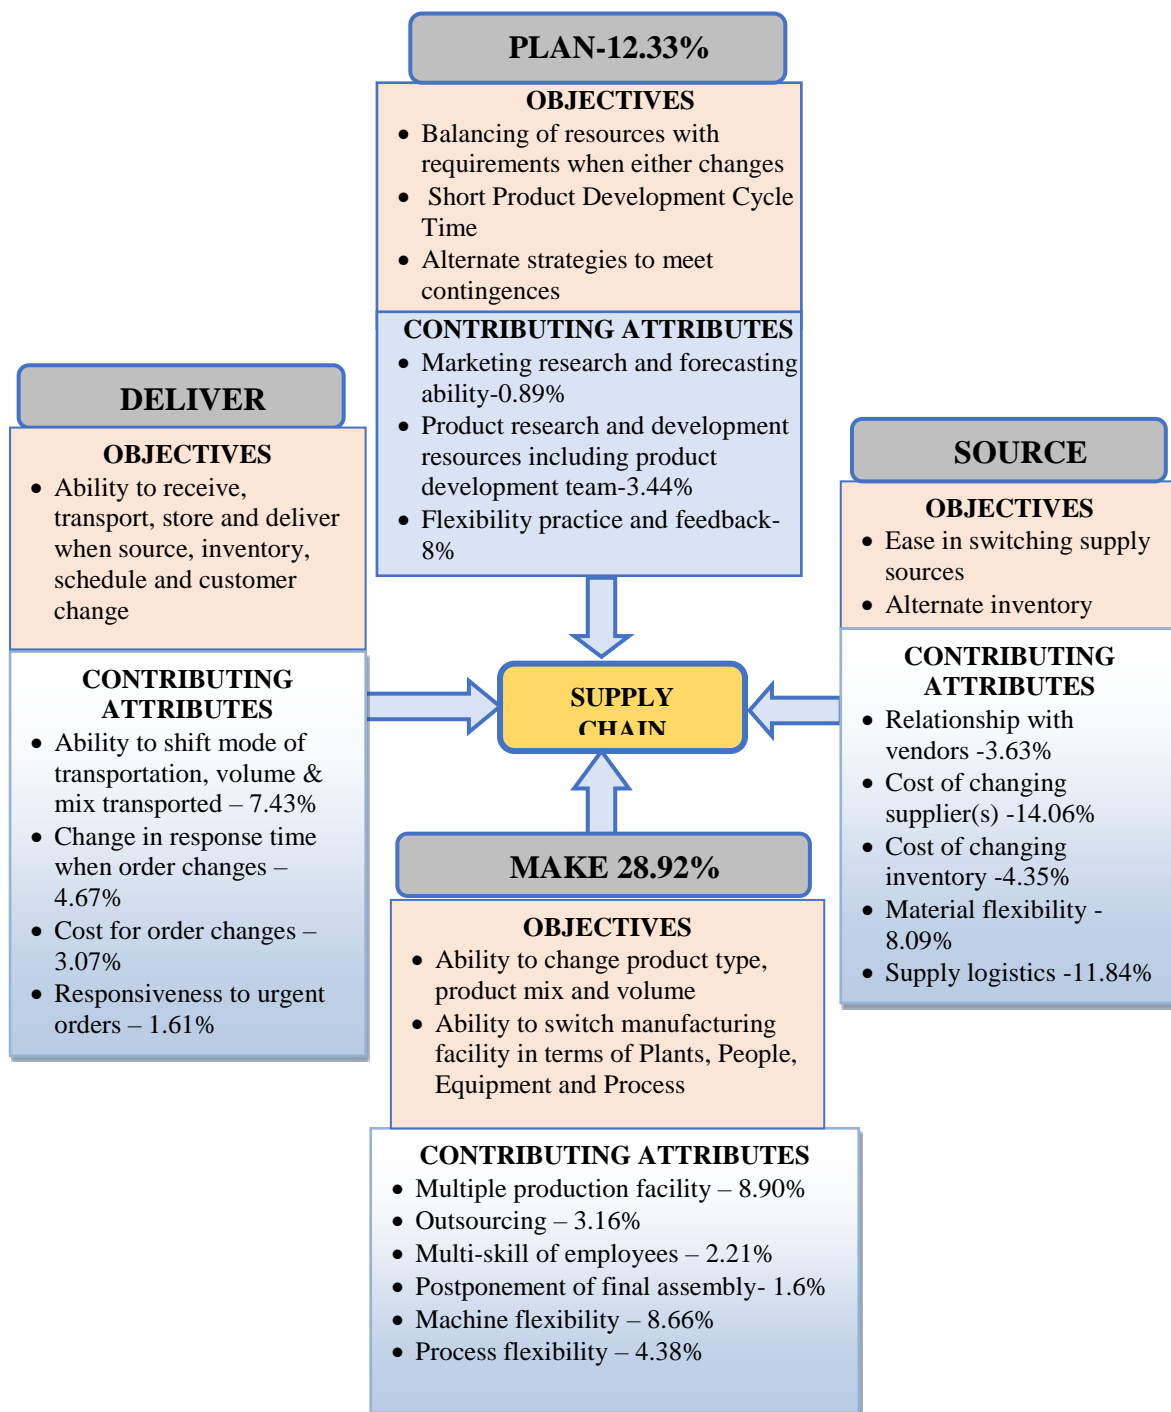 PLAN-12.33%
OBJECTIVES
• Balancing of resources with
requirements when either changes
• Short Product Development Cycle
Time
• Alternate strategies to meet
contingences
CONTRIBUTING ATTRIBUTES
• Marketing research and forecasting
ability-0.89%
• Product research and development
resources including product
development team-3.44%
• Flexibility practice and feedback-
8%
DELIVER
OBJECTIVES
• Ability to receive,
transport, store and deliver
when source, inventory,
schedule and customer
change
CONTRIBUTING
ATTRIBUTES
• Ability to shift mode of
transportation, volume &
mix transported – 7.43%
• Change in response time
when order changes –
4.67%
• Cost for order changes –
3.07%
• Responsiveness to urgent
orders – 1.61%
SUPPLY
CHAIN
SOURCE
OBJECTIVES
• Ease in switching supply
sources
• Alternate inventory
CONTRIBUTING
ATTRIBUTES
• Relationship with
vendors -3.63%
• Cost of changing
supplier(s) -14.06%
• Cost of changing
inventory -4.35%
• Material flexibility -
8.09%
• Supply logistics -11.84%
MAKE 28.92%
OBJECTIVES
• Ability to change product type,
product mix and volume
• Ability to switch manufacturing
facility in terms of Plants, People,
Equipment and Process
CONTRIBUTING ATTRIBUTES
• Multiple production facility – 8.90%
• Outsourcing – 3.16%
• Multi-skill of employees – 2.21%
• Postponement of final assembly- 1.6%
• Machine flexibility – 8.66%
• Process flexibility – 4.38%